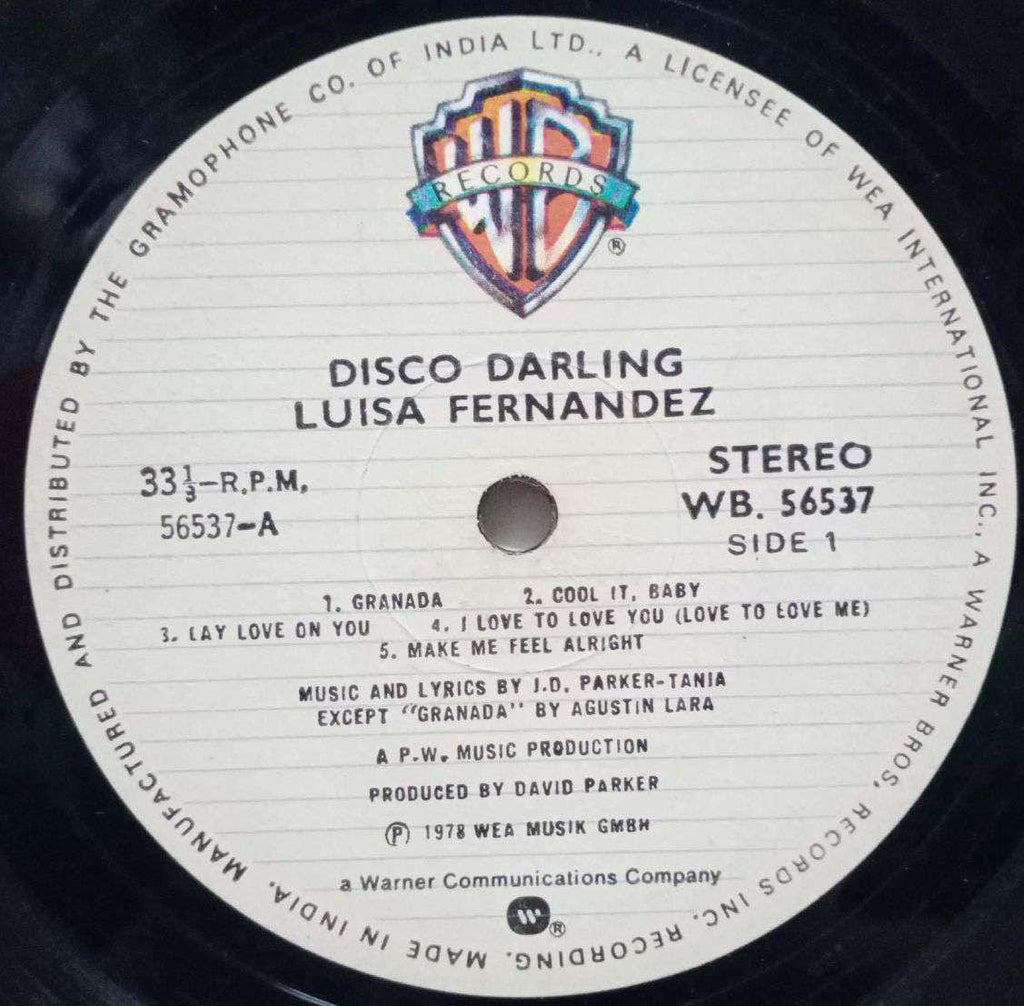 MANUFACTURED AND DISTRIBUTED BY THE GRAMOPHONE CO. OF INDIA LTD., A LICENSEE OF WEA INTERNATIONAL INC., A WARNER BROS, RECORDS INC. RECORDING. MADE IN INDIA.
WB
RECORDS
®
DISCO DARLING
LUISA FERNANDEZ
33 1/3-R.P.M.
56537-A
STEREO
WB. 56537
SIDE 1
1. GRANADA 2. COOL IT, BABY
3. LAY LOVE ON YOU 4. I LOVE TO LOVE YOU (LOVE TO LOVE ME)
5. MAKE ME FEEL ALRIGHT
MUSIC AND LYRICS BY J.D. PARKER-TANIA
EXCEPT "GRANADA" BY AGUSTIN LARA
A P.W. MUSIC PRODUCTION
PRODUCED BY DAVID PARKER
Ⓟ 1978 WEA MUSIK GMBH
a Warner Communications Company
W ®